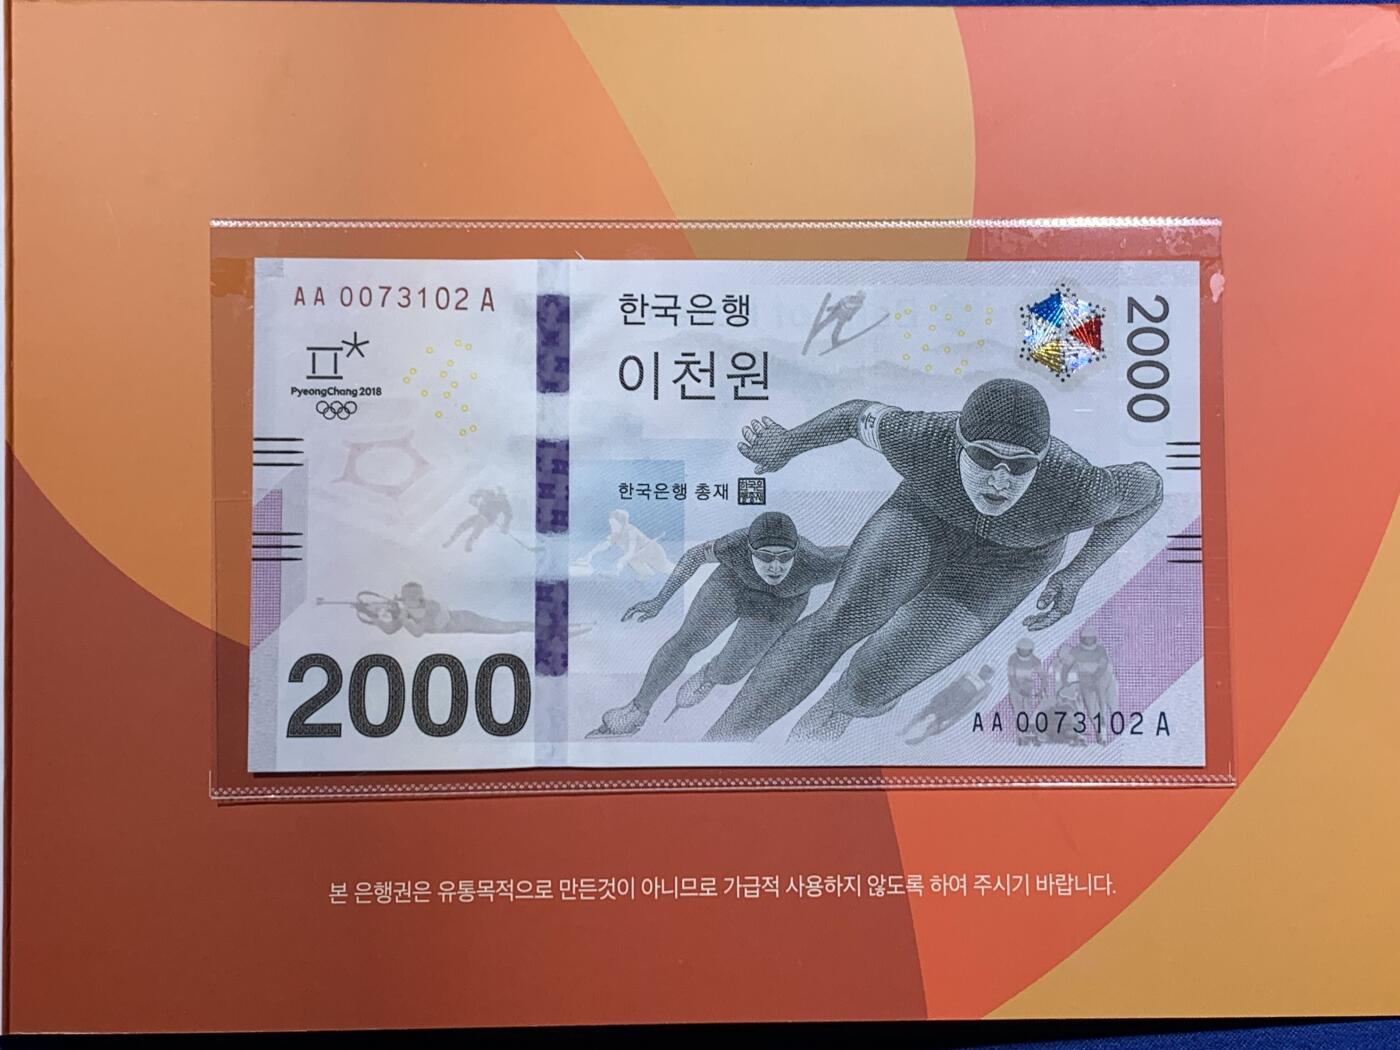 AA 0073102 A
한국은행
이천원
2000
PyeongChang 2018
한국은행 총재
2000
AA 0073102 A
본 은행권은 유통목적으로 만든것이 아니므로 가급적 사용하지 않도록 하여 주시기 바랍니다.